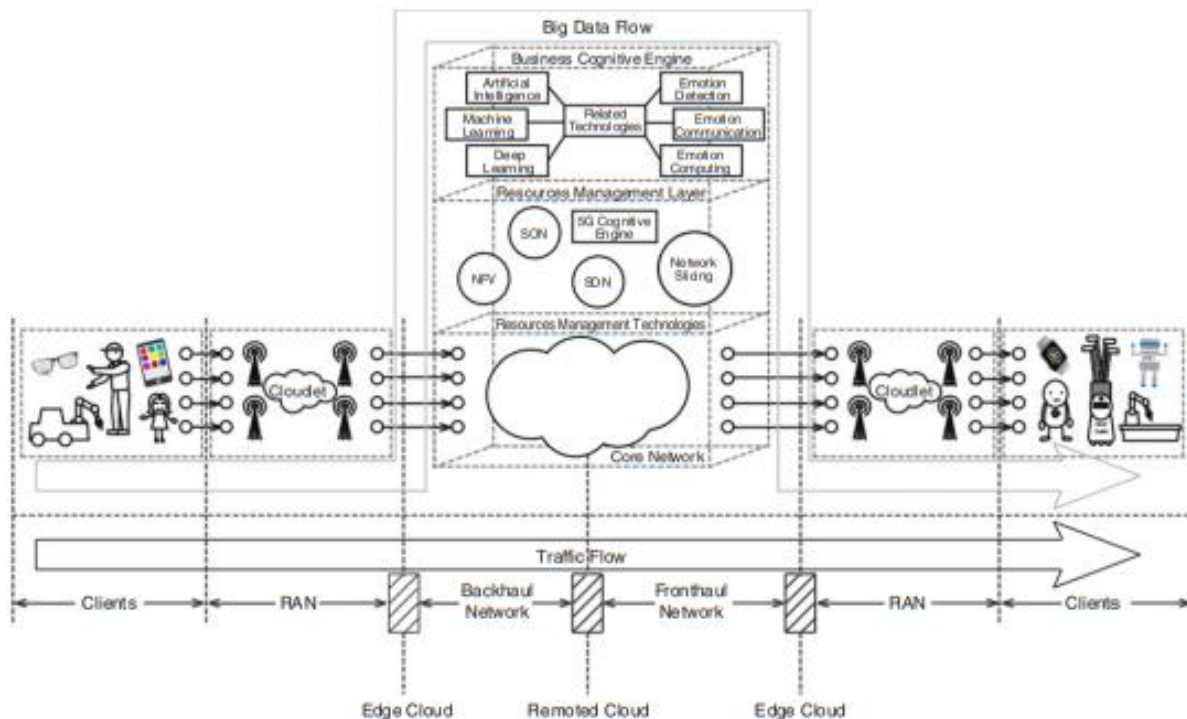 Big Data Flow
Business Cognitive Engine
Artificial
Intelligence
Emotion
Detection
Machine
Learning
Related
Technologies
Emotion
Communication
Deep
Learning
Emotion
Computing
Resources Management Layer
SON
5G Cognitive
Engine
Network
Slicing
NFV
SDN
Resources Management Technologies
Cloudlet
Cloudlet
Core Network
Traffic Flow
Clients
RAN
Backhaul
Network
Fronthaul
Network
RAN
Clients
Edge Cloud
Remoted Cloud
Edge Cloud